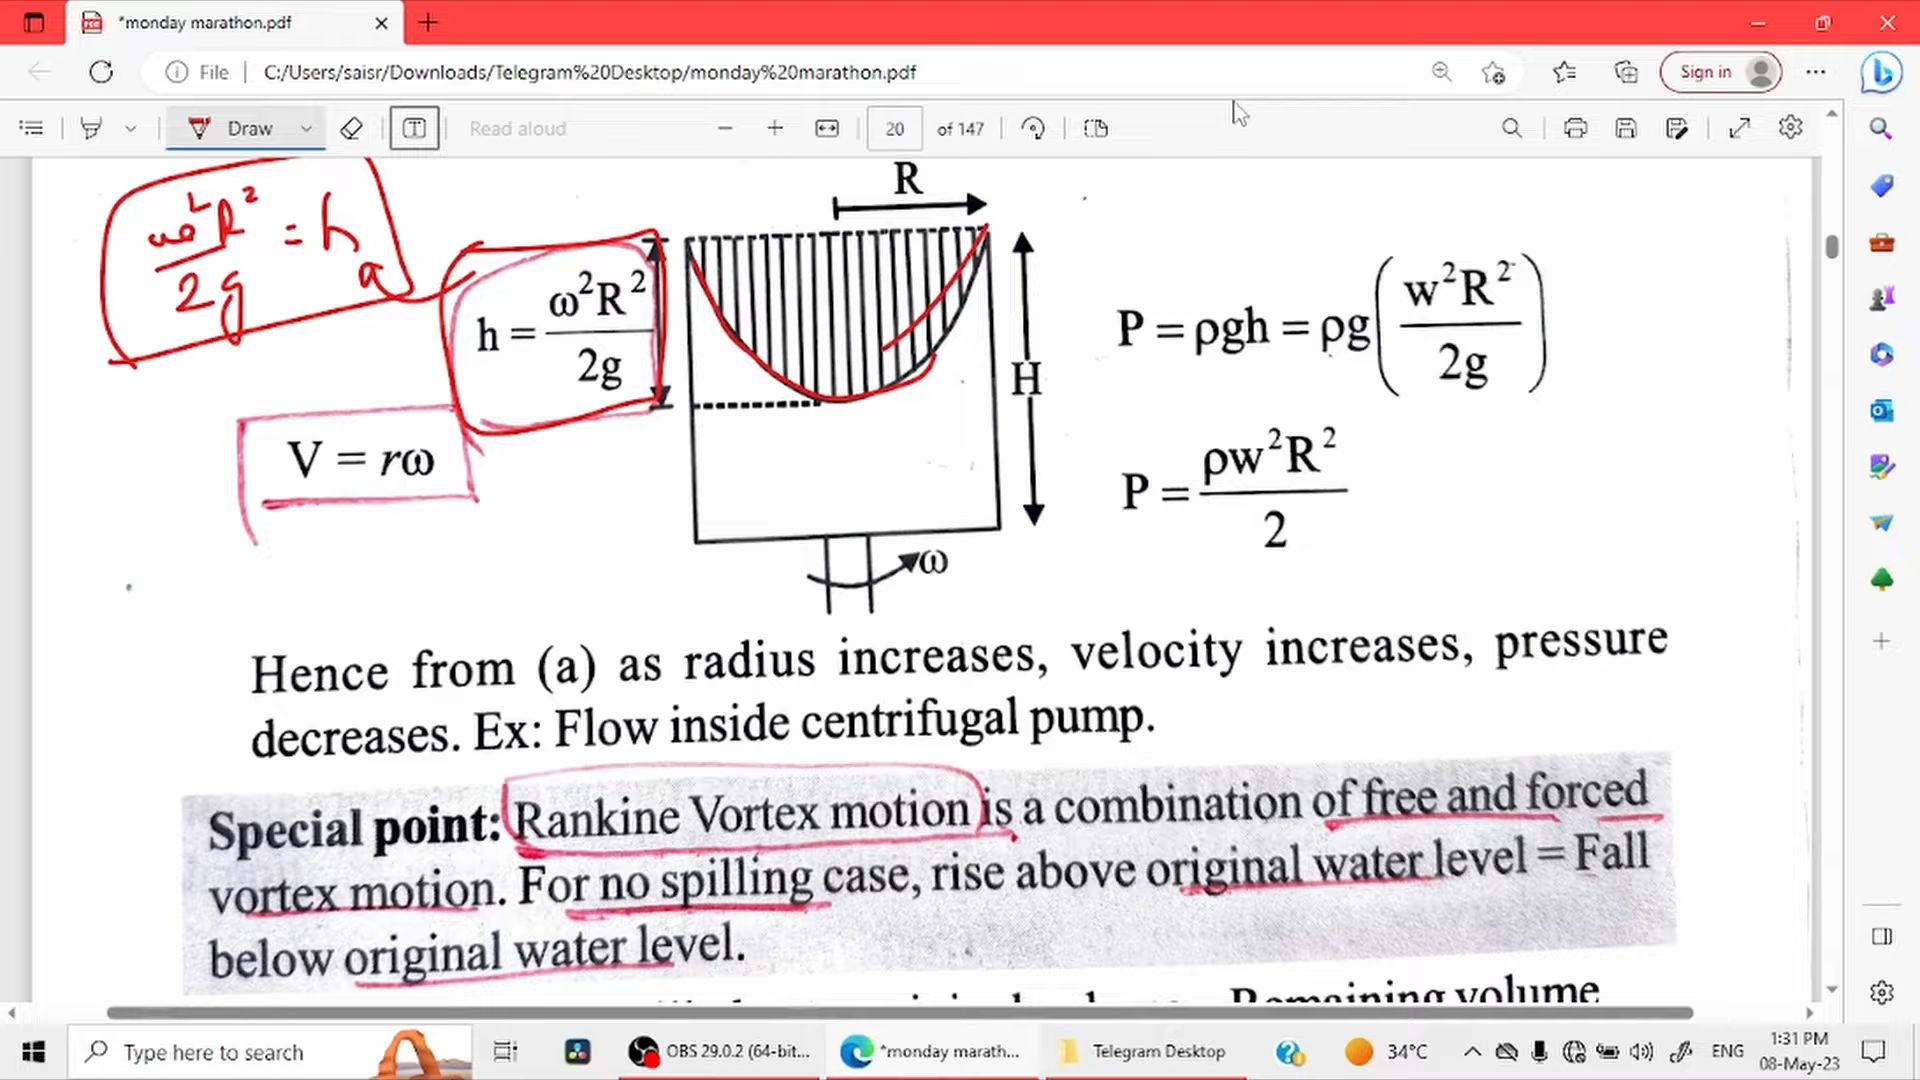 *monday marathon.pdf
File
C:/Users/saisr/Downloads/Telegram%20Desktop/monday%20marathon.pdf
Sign in
Draw
Read aloud
20
of 147
R
ω²R²
= h
2g
a
h = ω²R² / 2g
P = ρgh = ρg(w²R² / 2g)
H
V = rω
P = ρw²R² / 2
ω
Hence from (a) as radius increases, velocity increases, pressure
decreases. Ex: Flow inside centrifugal pump.
Special point: Rankine Vortex motion is a combination of free and forced
vortex motion. For no spilling case, rise above original water level = Fall
below original water level.
Remaining volume
Type here to search
OBS 29.0.2 (64-bit...
*monday marath...
Telegram Desktop
34°C
ENG
1:31 PM
08-May-23